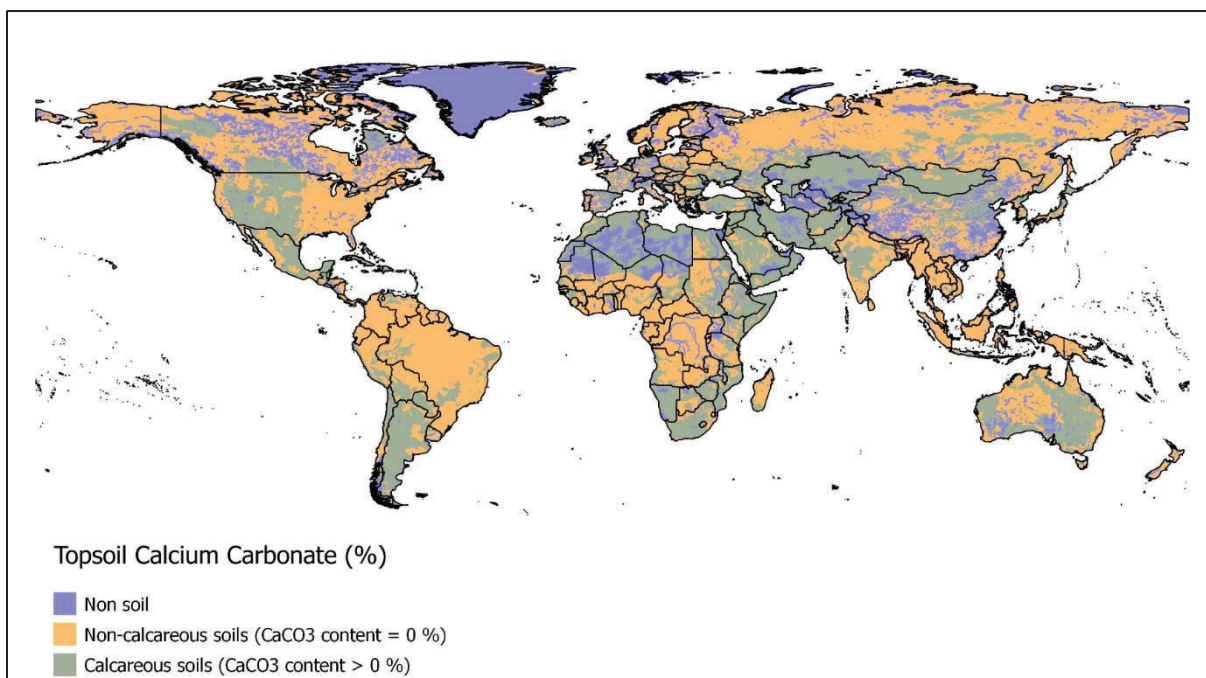 Topsoil Calcium Carbonate (%)
Non soil
Non-calcareous soils (CaCO3 content = 0 %)
Calcareous soils (CaCO3 content > 0 %)